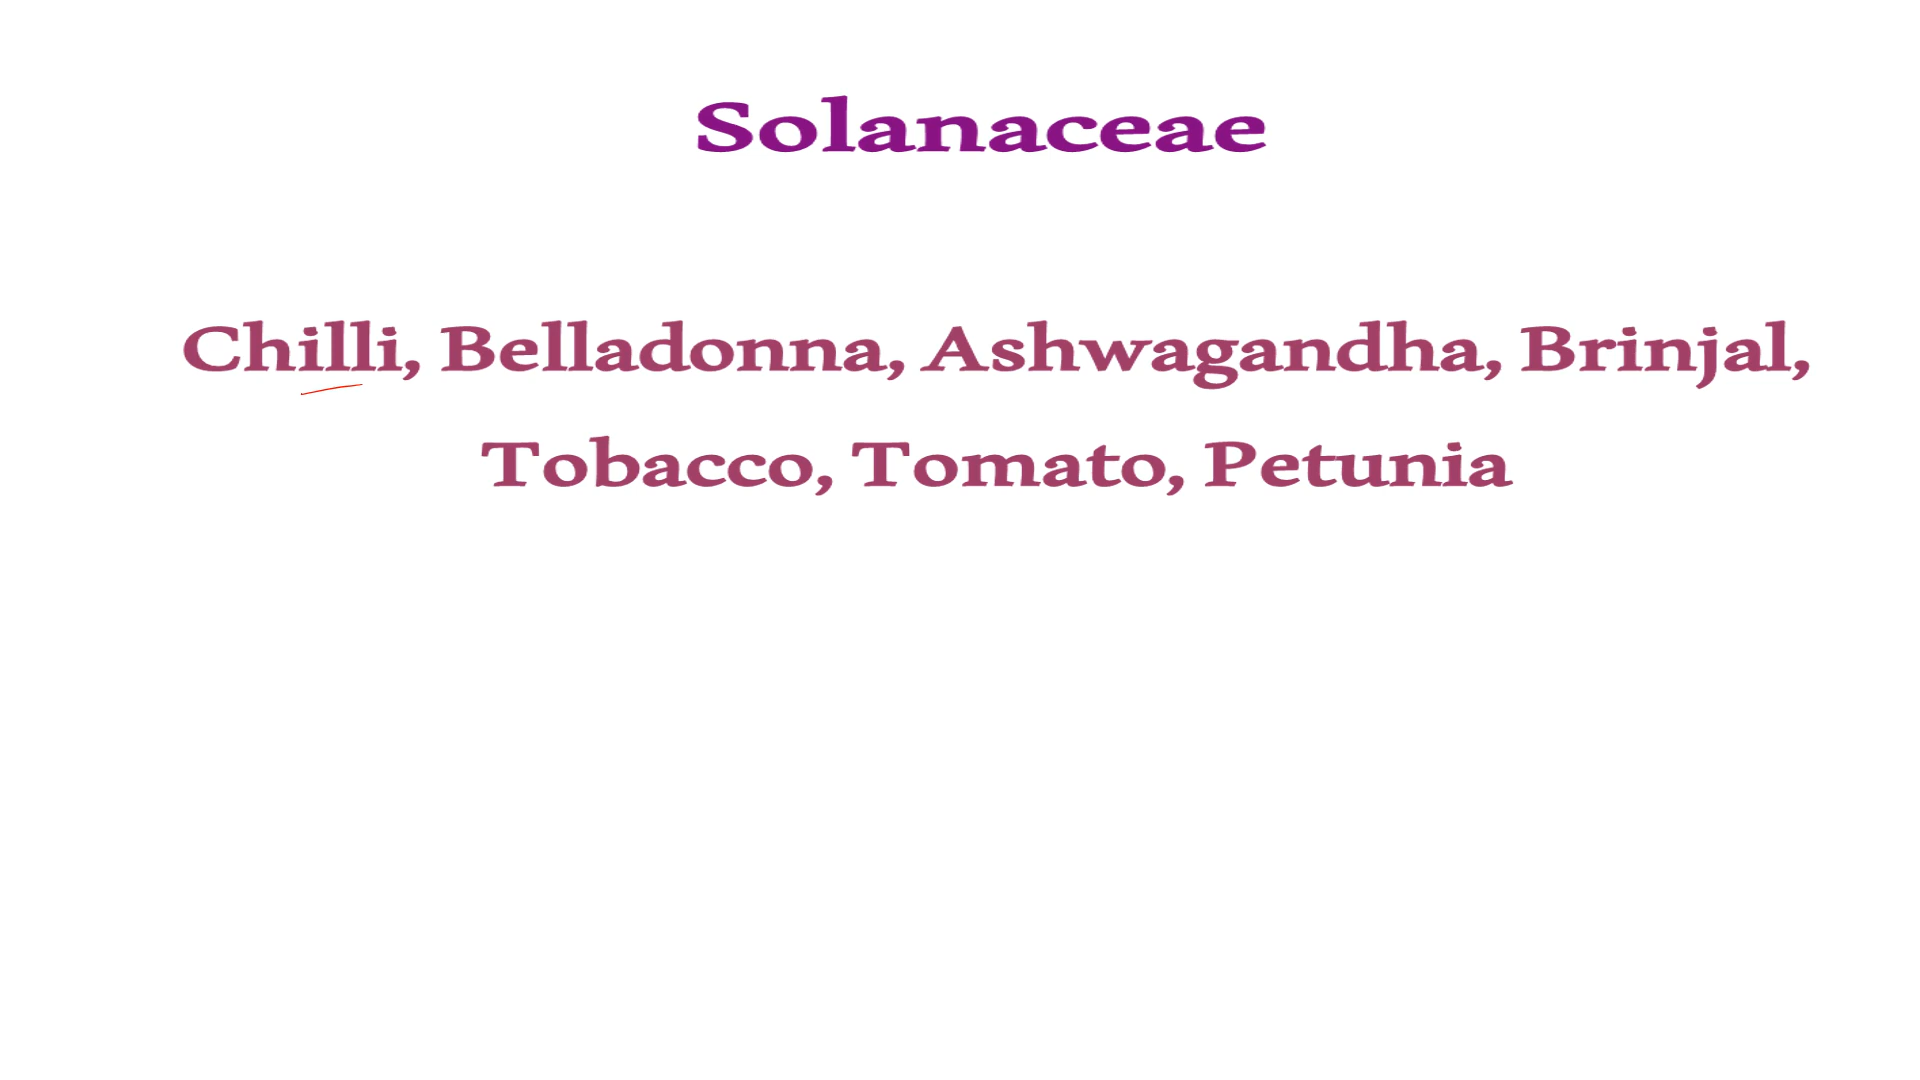 Solanaceae
Chilli, Belladonna, Ashwagandha, Brinjal,
Tobacco, Tomato, Petunia